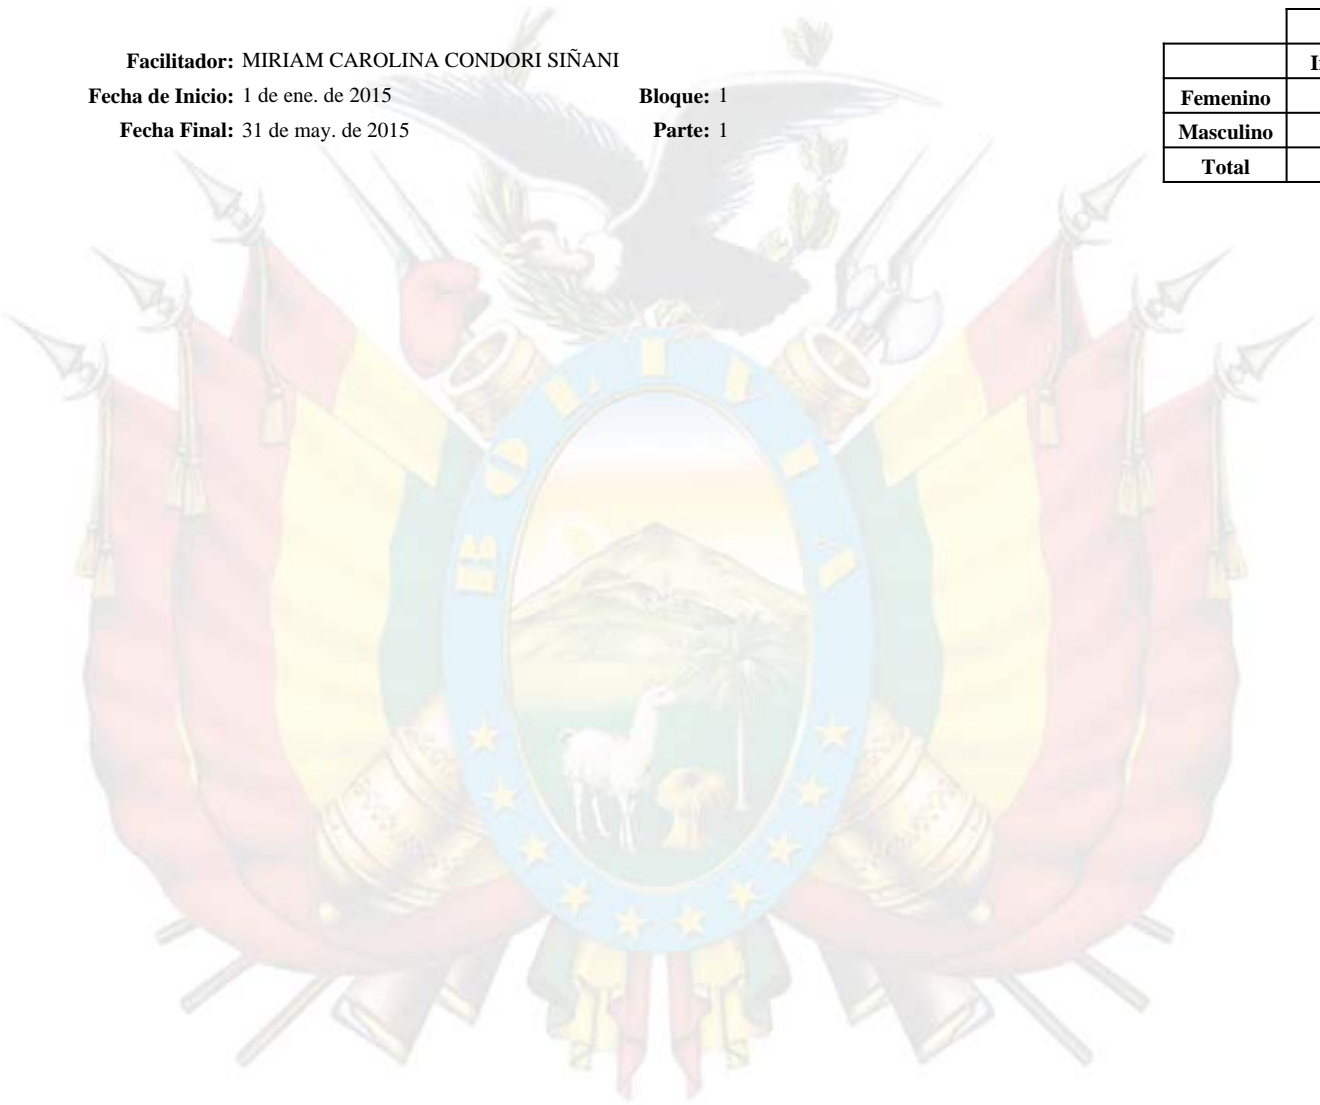 Facilitador: MIRIAM CAROLINA CONDORI SIÑANI
Fecha de Inicio: 1 de ene. de 2015 Bloque: 1
Fecha Final: 31 de may. de 2015 Parte: 1
Femenino
Masculino
Total
BOLIVIA